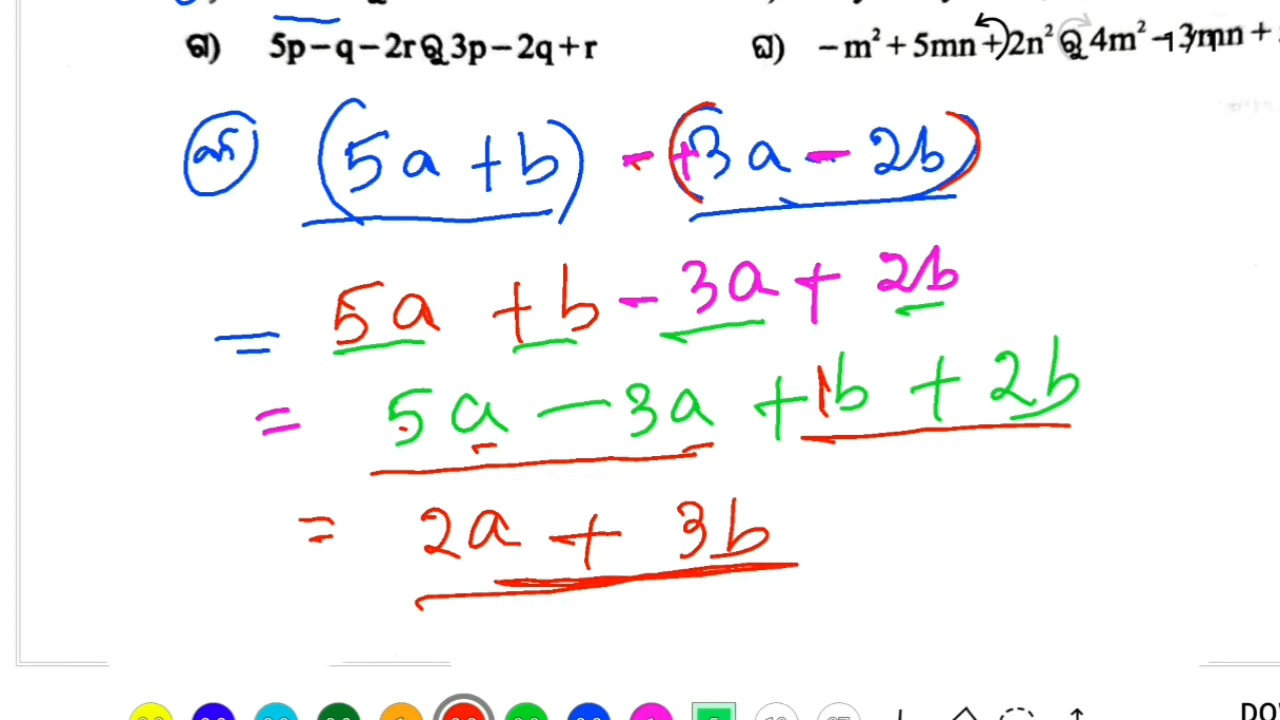 ଗ) 5p – q – 2r ରୁ 3p – 2q + r
ଘ) – m² + 5mn + 2n² ରୁ 4m² – 3mn +
(କ) (5a + b) - (+3a - 2b)
= 5a + b - 3a + 2b
= 5a - 3a + 1b + 2b
= 2a + 3b